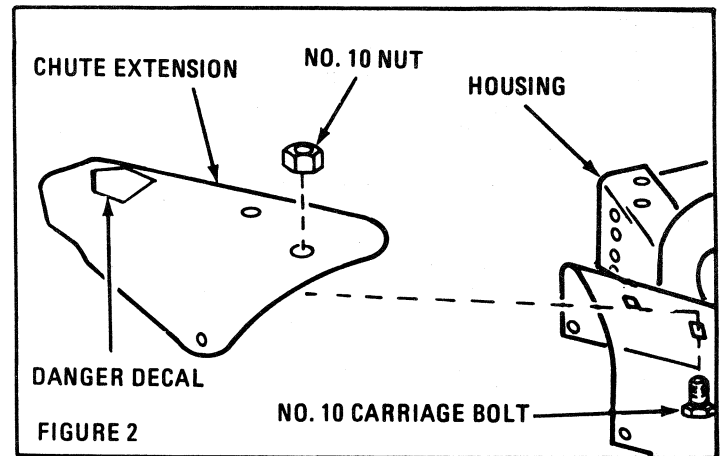 CHUTE EXTENSION
NO. 10 NUT
HOUSING
DANGER DECAL
NO. 10 CARRIAGE BOLT
FIGURE 2